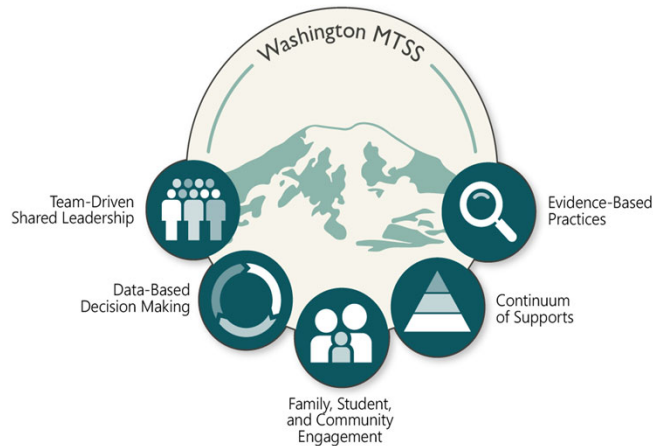 Washington MTSS
Team-Driven
Shared Leadership
Evidence-Based
Practices
Data-Based
Decision Making
Continuum
of Supports
Family, Student,
and Community
Engagement